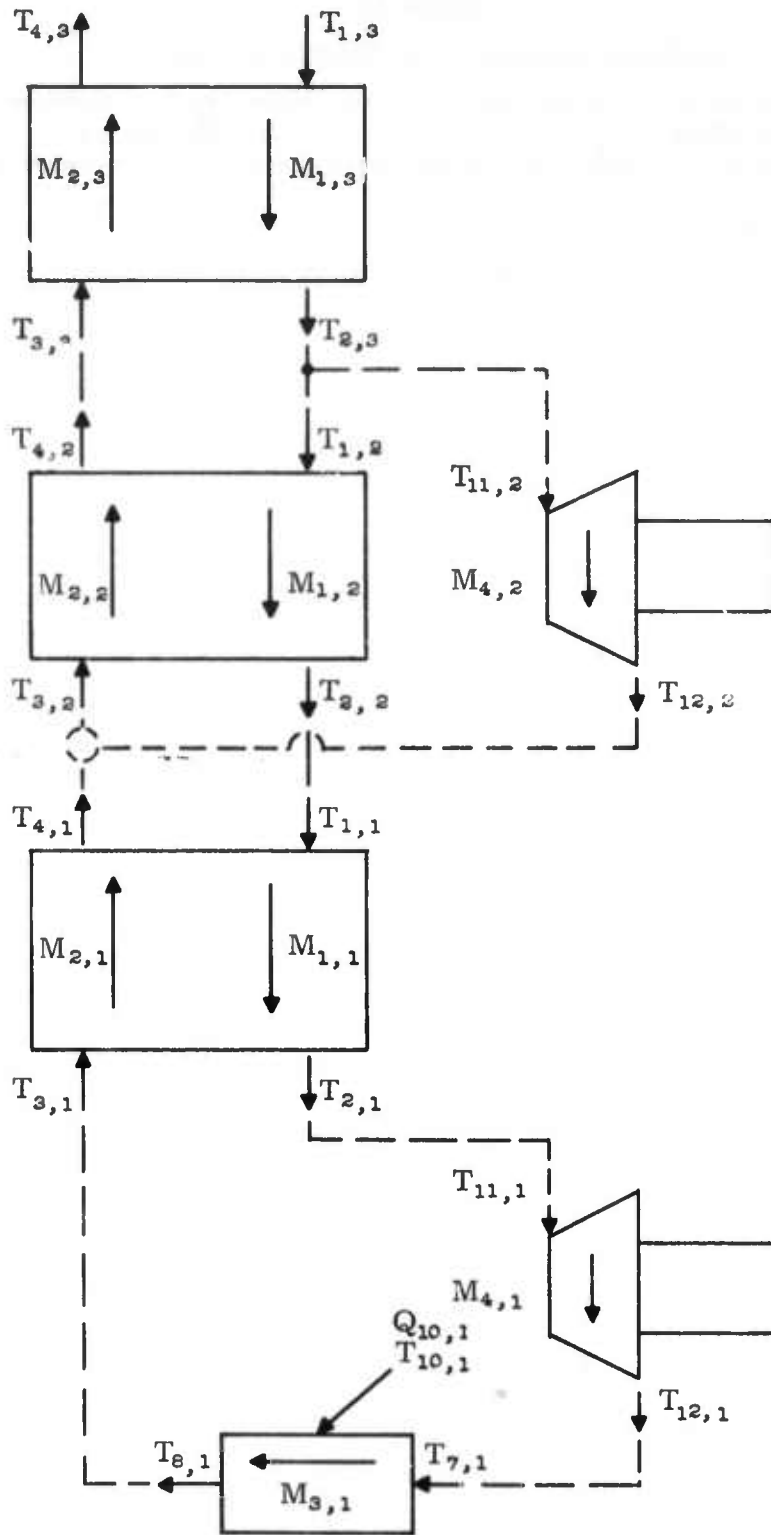 T4,3 T1,3
M2,3 M1,3
T2,3
T4,2 T1,2
T11,2
M2,2 M1,2 M4,2
T3,2 T2,2 T12,2
T4,1 T1,1
M2,1 M1,1
T3,1 T2,1
T11,1
M4,1
Q10,1
T10,1
T12,1
T8,1 T7,1
M3,1